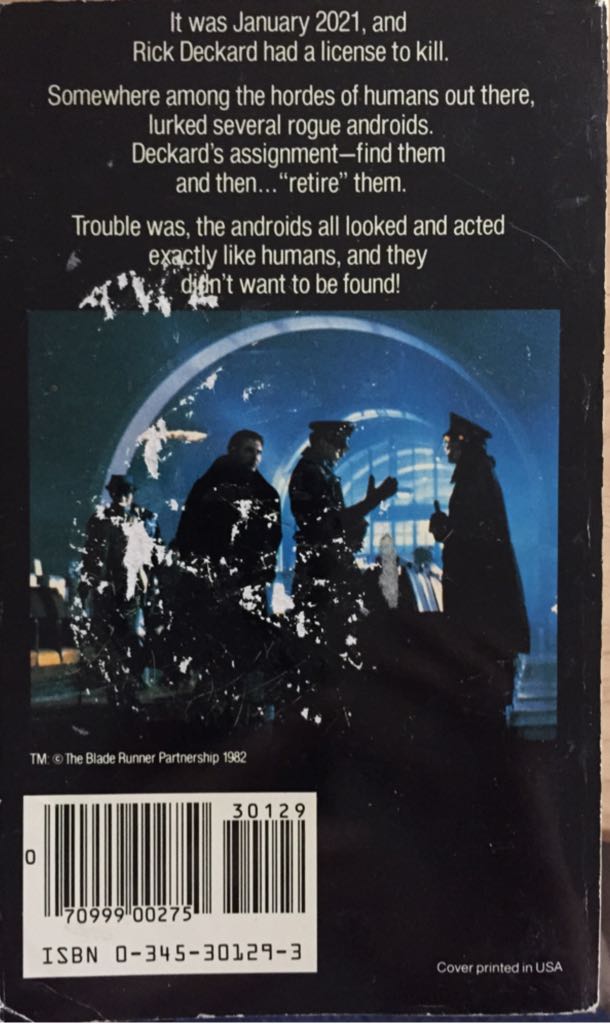 It was January 2021, and
Rick Deckard had a license to kill.
Somewhere among the hordes of humans out there,
lurked several rogue androids.
Deckard's assignment—find them
and then..."retire" them.
Trouble was, the androids all looked and acted
exactly like humans, and they
didn't want to be found!
TM: © The Blade Runner Partnership 1982
30129
0
70999 00275
ISBN 0-345-30129-3
Cover printed in USA